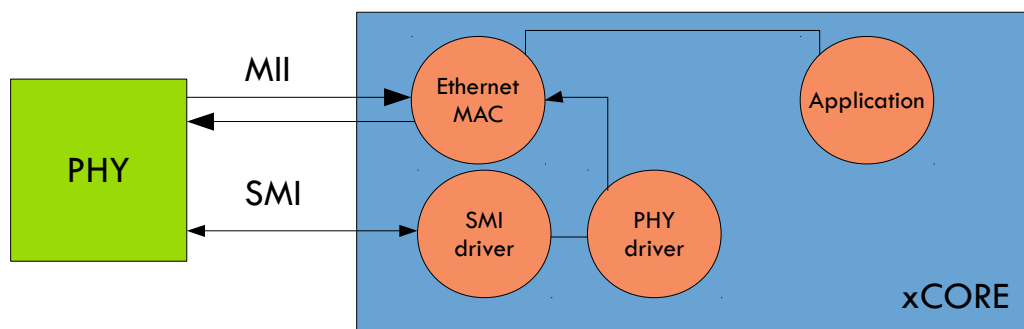 MII
PHY
SMI
Ethernet
MAC
Application
SMI
driver
PHY
driver
xCORE